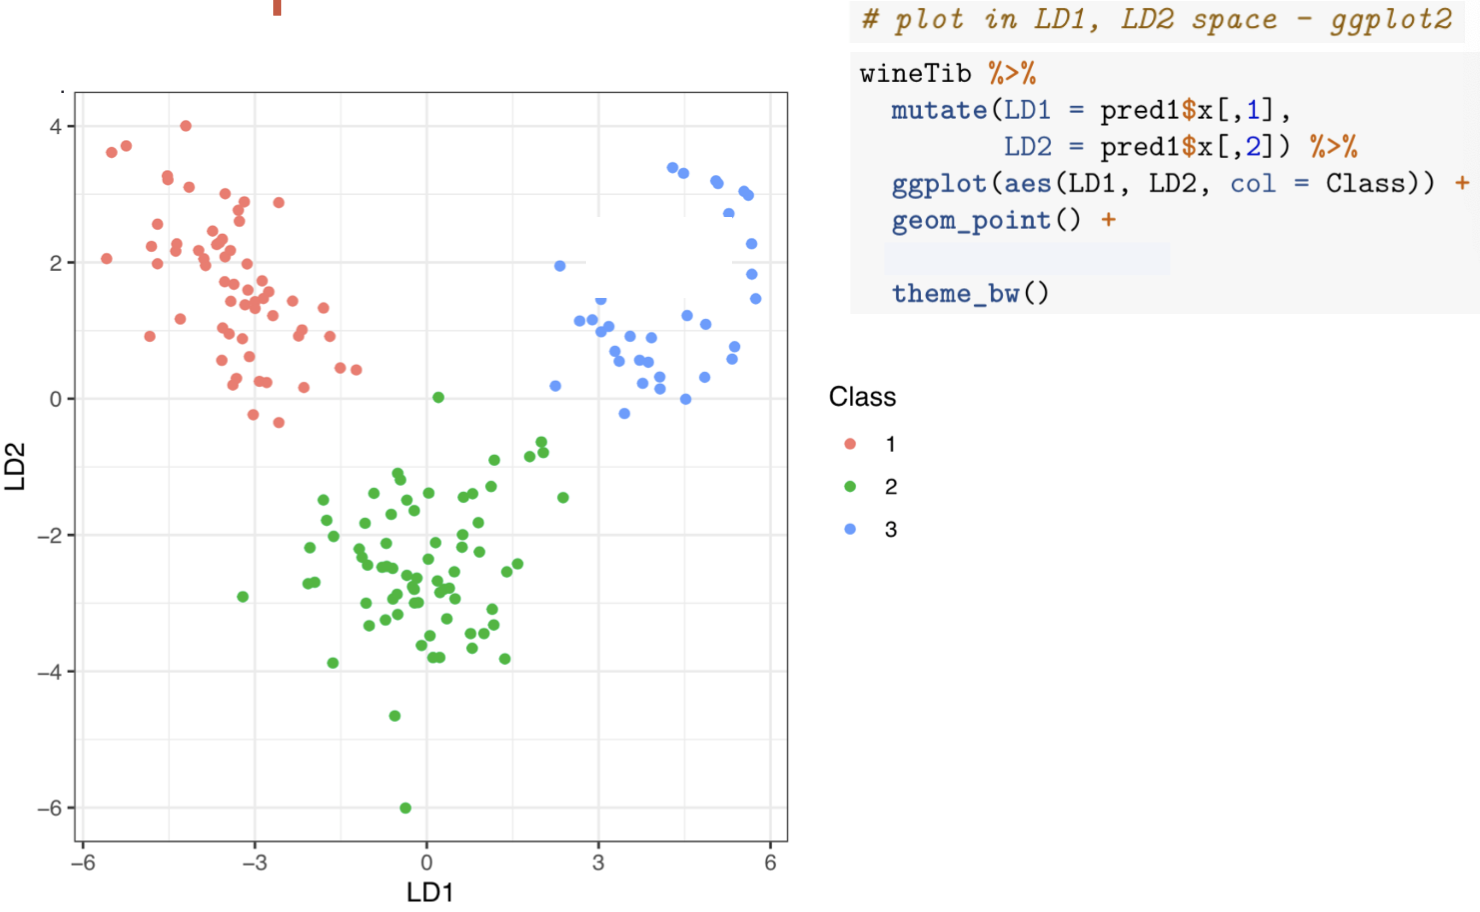 # plot in LD1, LD2 space - ggplot2
wineTib %>%
mutate(LD1 = pred1$x[,1],
LD2 = pred1$x[,2]) %>%
ggplot(aes(LD1, LD2, col = Class)) +
geom_point() +
theme_bw()
4
2
0
−2
−4
−6
LD2
−6
−3
0
3
6
LD1
Class
1
2
3